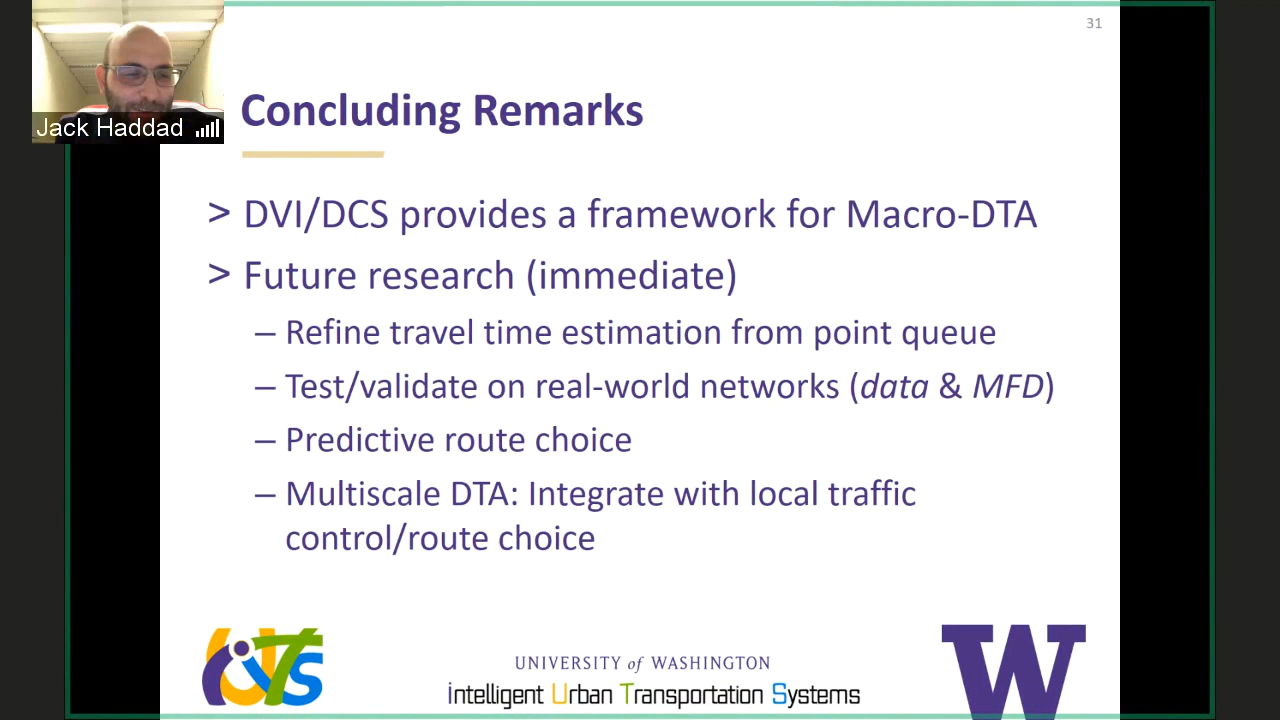 31
Jack Haddad
Concluding Remarks
> DVI/DCS provides a framework for Macro-DTA
> Future research (immediate)
– Refine travel time estimation from point queue
– Test/validate on real-world networks (data & MFD)
– Predictive route choice
– Multiscale DTA: Integrate with local traffic
control/route choice
iUTS
UNIVERSITY of WASHINGTON
intelligent Urban Transportation Systems
W